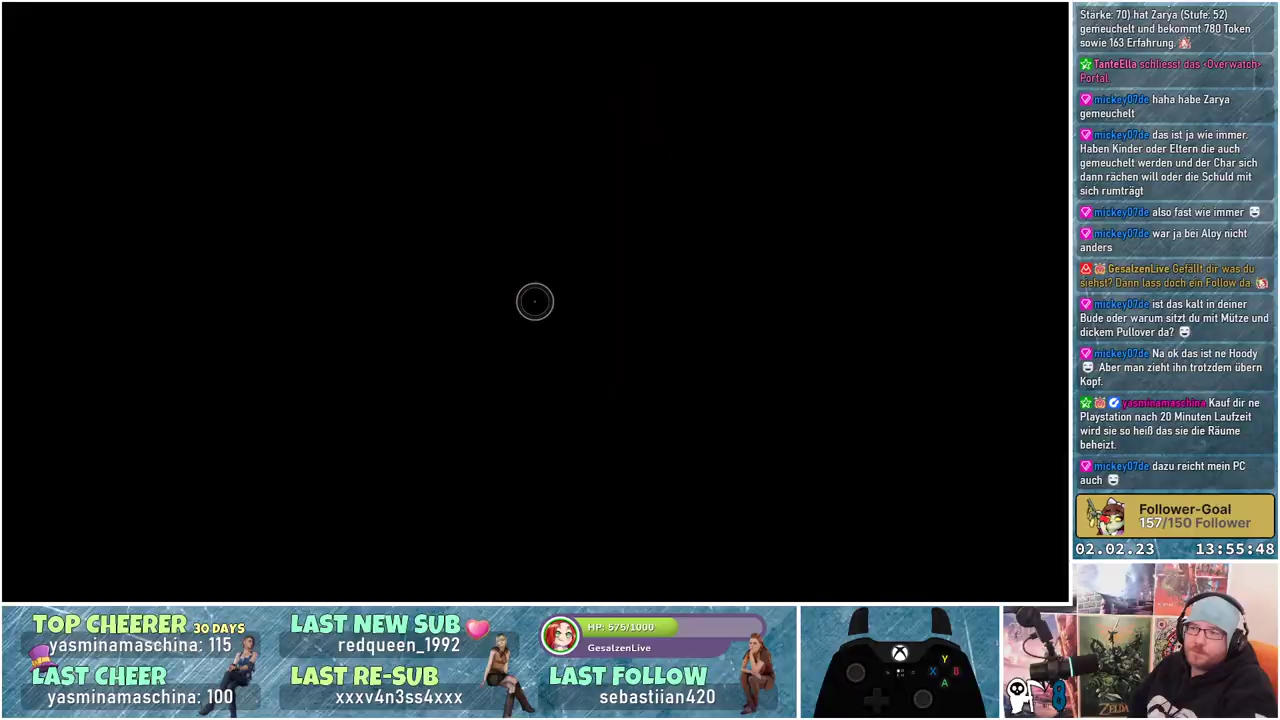 Stärke: 70) hat Zarya (Stufe: 52)
gemeuchelt und bekommt 780 Token
sowie 163 Erfahrung.
TanteElla schliesst das <Overwatch>
Portal.
mickey07de haha habe Zarya
gemeuchelt
mickey07de das ist ja wie immer.
Haben Kinder oder Eltern die auch
gemeuchelt werden und der Char sich
dann rächen will oder die Schuld mit
sich rumträgt
mickey07de also fast wie immer
mickey07de war ja bei Aloy nicht
anders
GesalzenLive Gefällt dir was du
siehst? Dann lass doch ein Follow da.
mickey07de ist das kalt in deiner
Bude oder warum sitzt du mit Mütze und
dickem Pullover da?
mickey07de Na ok das ist ne Hoody
Aber man zieht ihn trotzdem übern
Kopf.
yasminamaschina Kauf dir ne
Playstation nach 20 Minuten Laufzeit
wird sie so heiß das sie die Räume
beheizt.
mickey07de dazu reicht mein PC
auch
Follower-Goal
157/150 Follower
02.02.23 13:55:48
TOP CHEERER 30 DAYS
yasminamaschina: 115
LAST CHEER
yasminamaschina: 100
LAST NEW SUB
redqueen_1992
LAST RE-SUB
xxxv4n3ss4xxx
HP: 575/1000
GesalzenLive
LAST FOLLOW
sebastiian420
Y
X B
A
ZELDA